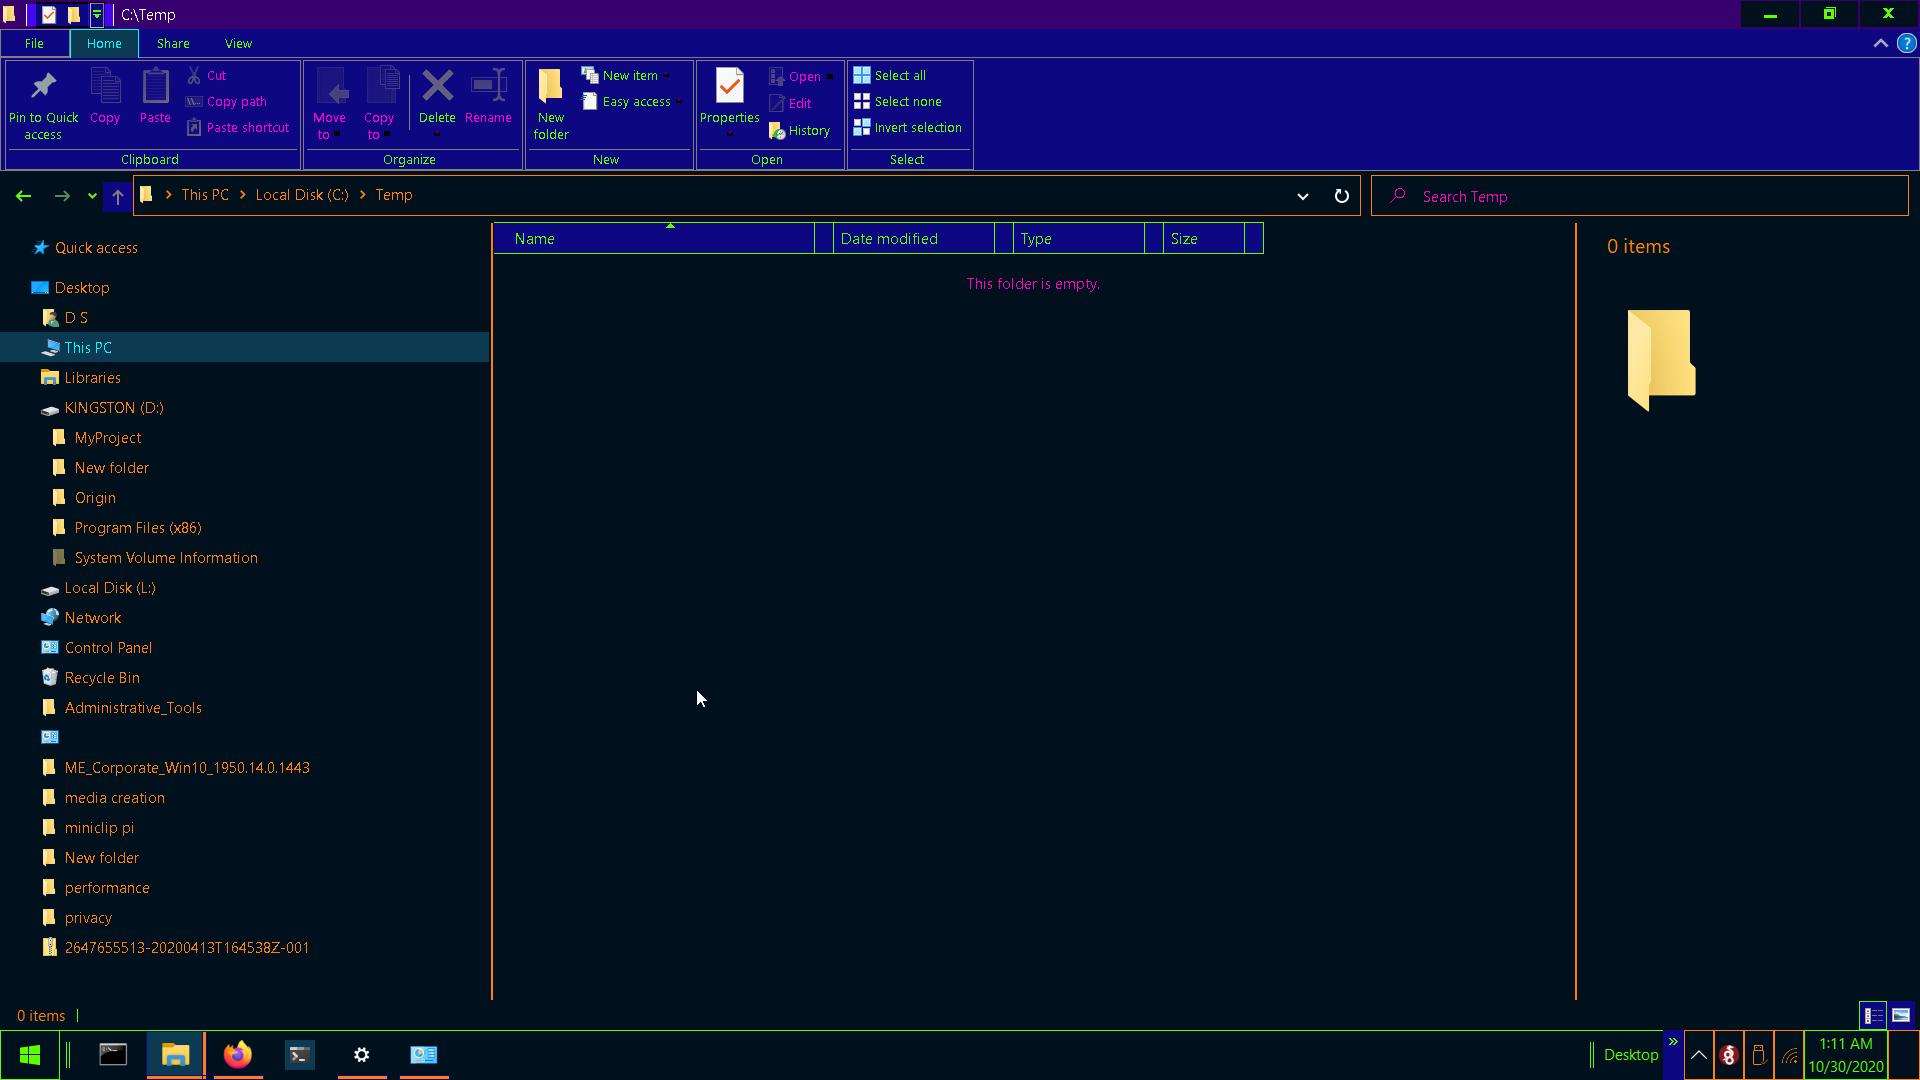 C:\Temp
File
Home
Share
View
Pin to Quick
access
Copy
Paste
Cut
Copy path
Paste shortcut
Clipboard
Move
to
Copy
to
Delete
Rename
Organize
New
folder
New item
Easy access
New
Properties
Open
Edit
History
Open
Select all
Select none
Invert selection
Select
This PC > Local Disk (C:) > Temp
Search Temp
Name
Date modified
Type
Size
This folder is empty.
0 items
Quick access
Desktop
D S
This PC
Libraries
KINGSTON (D:)
MyProject
New folder
Origin
Program Files (x86)
System Volume Information
Local Disk (L:)
Network
Control Panel
Recycle Bin
Administrative_Tools
ME_Corporate_Win10_1950.14.0.1443
media creation
miniclip pi
New folder
performance
privacy
2647655513-20200413T164538Z-001
0 items
Desktop
1:11 AM
10/30/2020